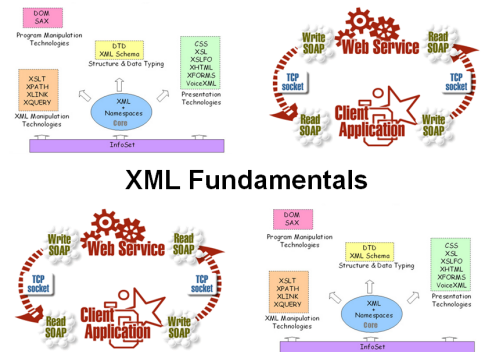 DOM
SAX
Program Manipulation
Technologies
DTD
XML Schema
Structure & Data Typing
CSS
XSL
XSLFO
XHTML
XFORMS
VoiceXML
Presentation
Technologies
XSLT
XPATH
XLINK
XQUERY
XML Manipulation
Technologies
XML
+
Namespaces
Core
InfoSet
Write
SOAP
Read
SOAP
Web Service
TCP
socket
TCP
socket
Client
Application
Read
SOAP
Write
SOAP
XML Fundamentals
Write
SOAP
Read
SOAP
Web Service
TCP
socket
TCP
socket
Client
Application
Read
SOAP
Write
SOAP
DOM
SAX
Program Manipulation
Technologies
DTD
XML Schema
Structure & Data Typing
CSS
XSL
XSLFO
XHTML
XFORMS
VoiceXML
Presentation
Technologies
XSLT
XPATH
XLINK
XQUERY
XML Manipulation
Technologies
XML
+
Namespaces
Core
InfoSet